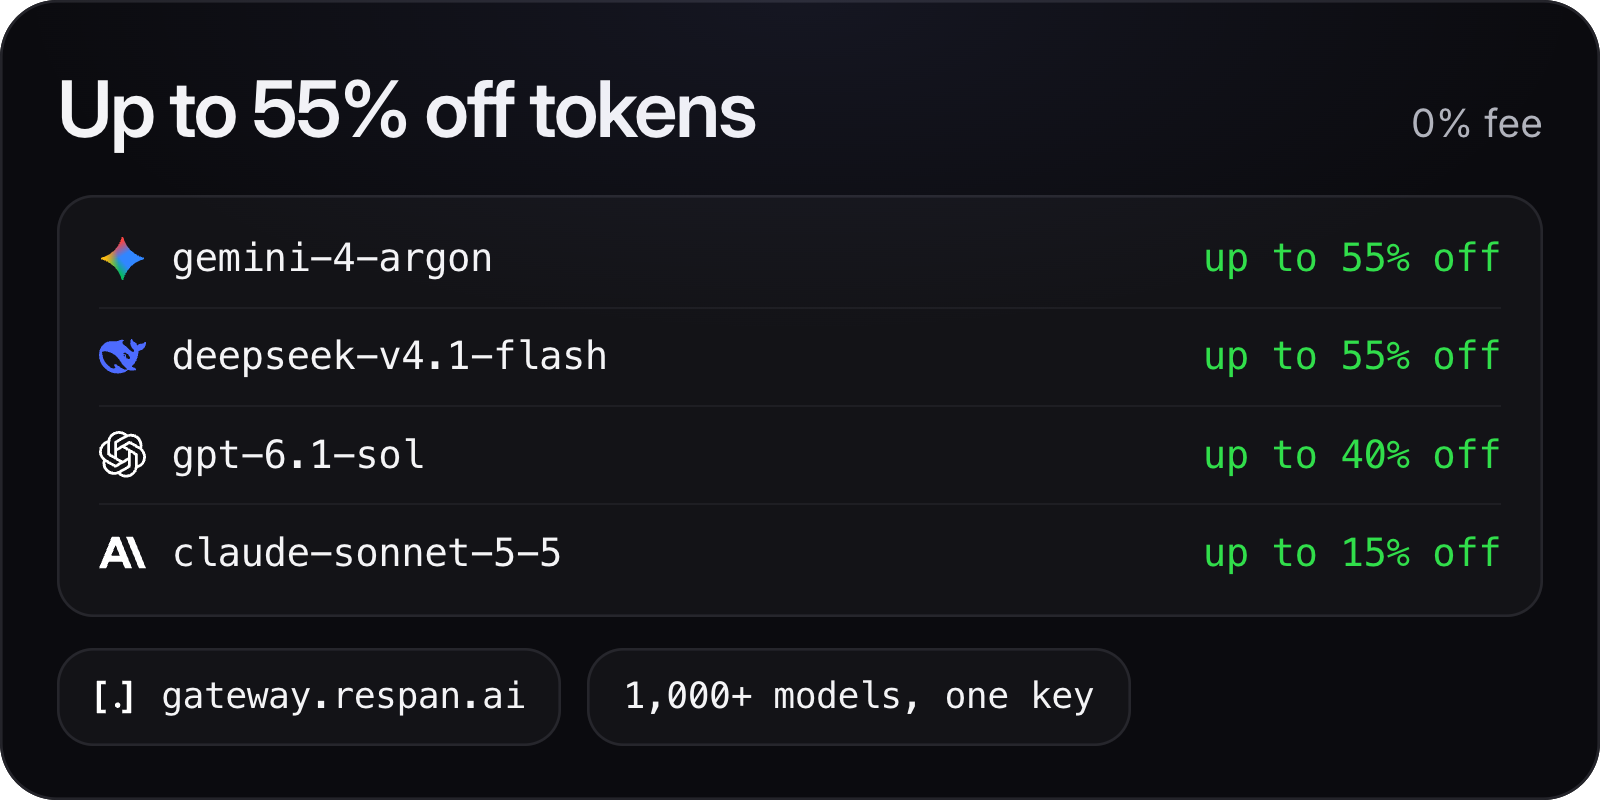 Up to 55% off tokens
0% fee
gemini-4-argon
up to 55% off
deepseek-v4.1-flash
up to 55% off
gpt-6.1-sol
up to 40% off
claude-sonnet-5-5
up to 15% off
[.] gateway.respan.ai
1,000+ models, one key